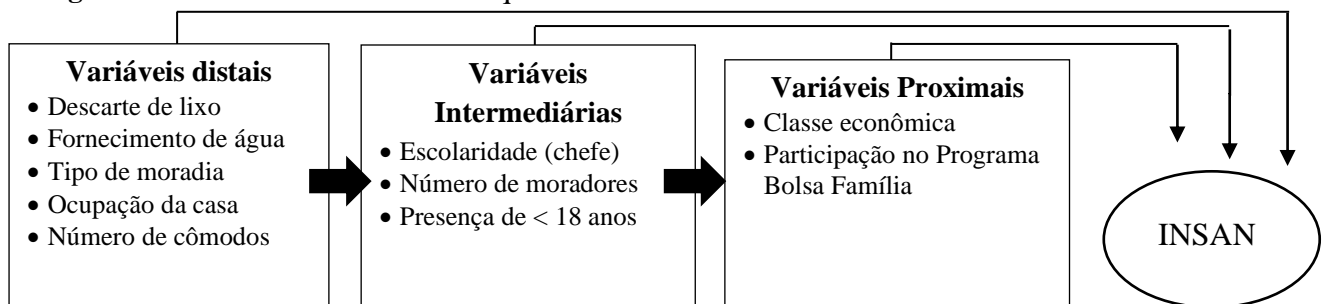 Variáveis distais
• Descarte de lixo
• Fornecimento de água
• Tipo de moradia
• Ocupação da casa
• Número de cômodos
Variáveis
Intermediárias
• Escolaridade (chefe)
• Número de moradores
• Presença de < 18 anos
Variáveis Proximais
• Classe econômica
• Participação no Programa
Bolsa Família
INSAN